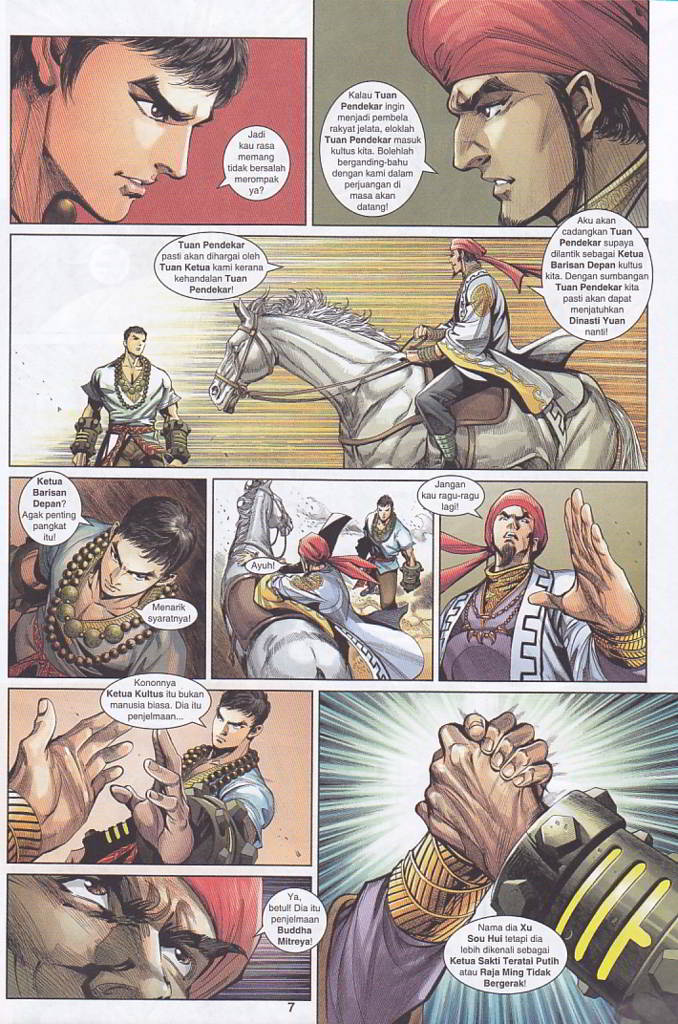 Jadi
kau rasa
memang
tidak bersalah
merompak
ya?
Kalau Tuan
Pendekar ingin
menjadi pembela
rakyat jelata, eloklah
Tuan Pendekar masuk
kultus kita. Bolehlah
berganding-bahu
dengan kami dalam
perjuangan di
masa akan
datang!
Tuan Pendekar
pasti akan dihargai oleh
Tuan Ketua kami kerana
kehandalan Tuan
Pendekar!
Aku akan
cadangkan Tuan
Pendekar supaya
dilantik sebagai Ketua
Barisan Depan kultus
kita. Dengan sumbangan
Tuan Pendekar kita
pasti akan dapat
menjatuhkan
Dinasti Yuan
nanti!
Ketua
Barisan
Depan?
Agak penting
pangkat
itu!
Menarik
syaratnya!
Ayuh!
Jangan
kau ragu-ragu
lagi!
Kononnya
Ketua Kultus itu bukan
manusia biasa. Dia itu
penjelmaan...
Ya,
betul! Dia itu
penjelmaan
Buddha
Mitreya!
Nama dia Xu
Sou Hui tetapi dia
lebih dikenali sebagai
Ketua Sakti Teratai Putih
atau Raja Ming Tidak
Bergerak!
7